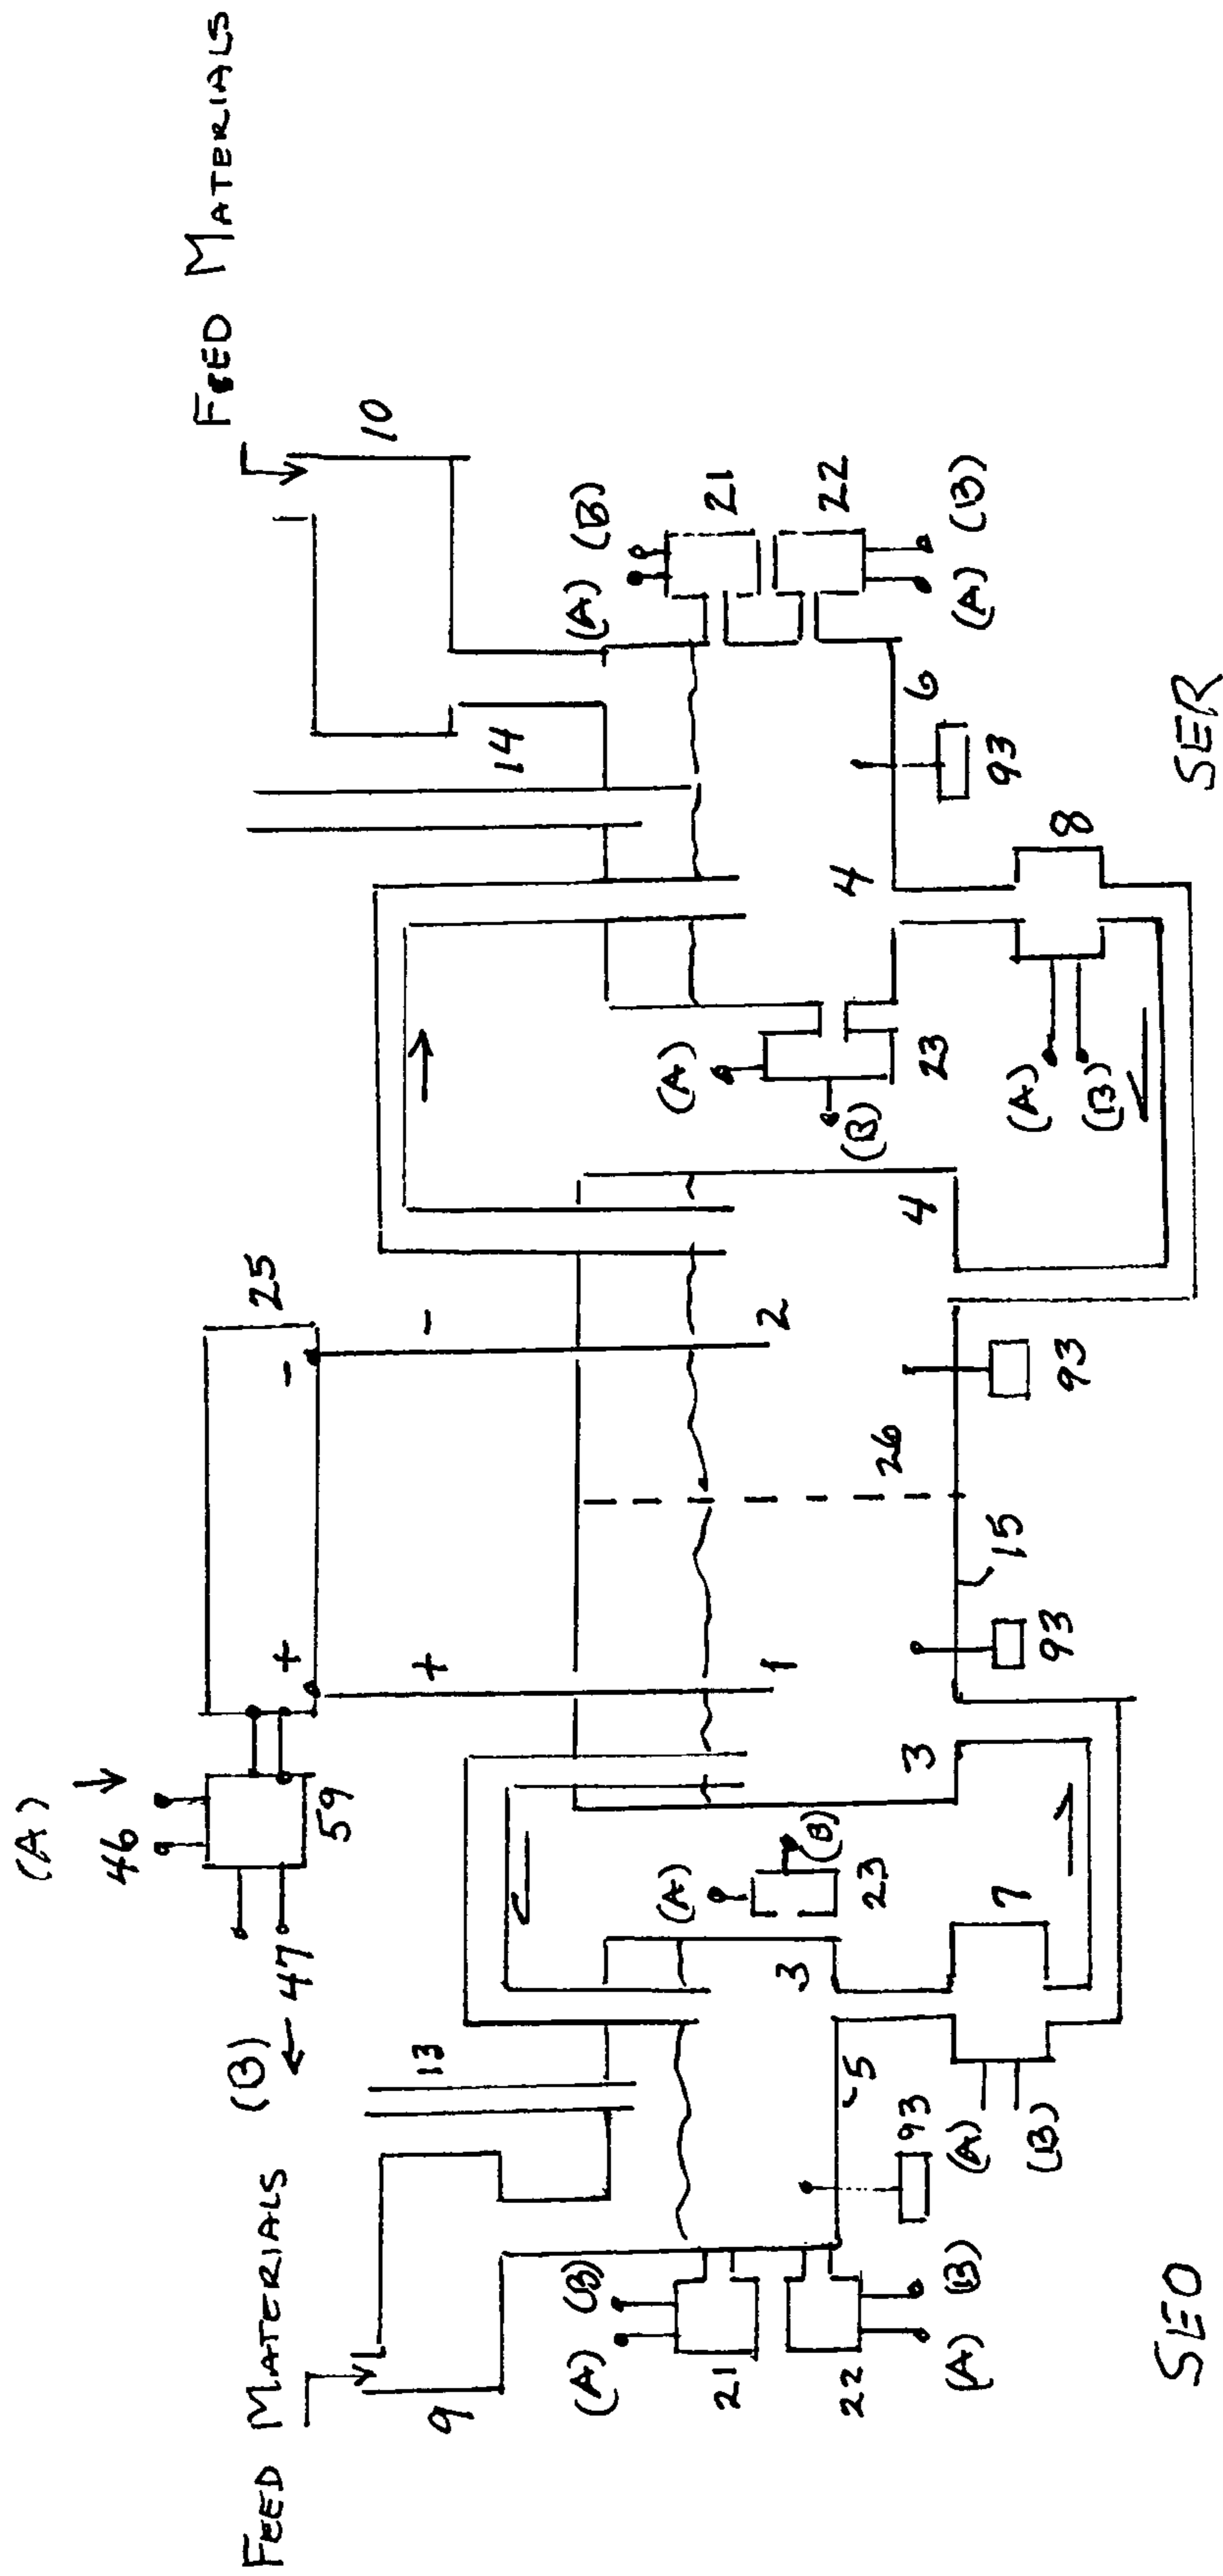 (A)
46
FEED MATERIALS
FEED MATERIALS
(B)
47
25
+
-
59
10
13
+
-
9
14
(A) (B)
(A) (B)
(A)
(A)
21
21
1
2
23
3
(B)
(B)
23
22
22
3
4
4
26
5
6
93
(A) (B)
(A) (B)
7
15
93
(A)
(B)
93
93
(A)
(B)
8
SEO
SER